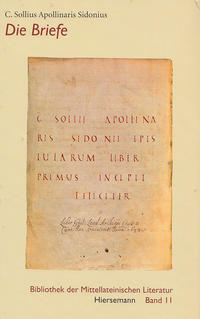 C. Sollius Apollinaris Sidonius
Die Briefe
C SOLLII APOLLINA
RIS SIDONII EPIS
TULARUM LIBER
PRIMUS INCIPIT
FELICITER
Bibliothek der Mittellateinischen Literatur
Hiersemann Band 11